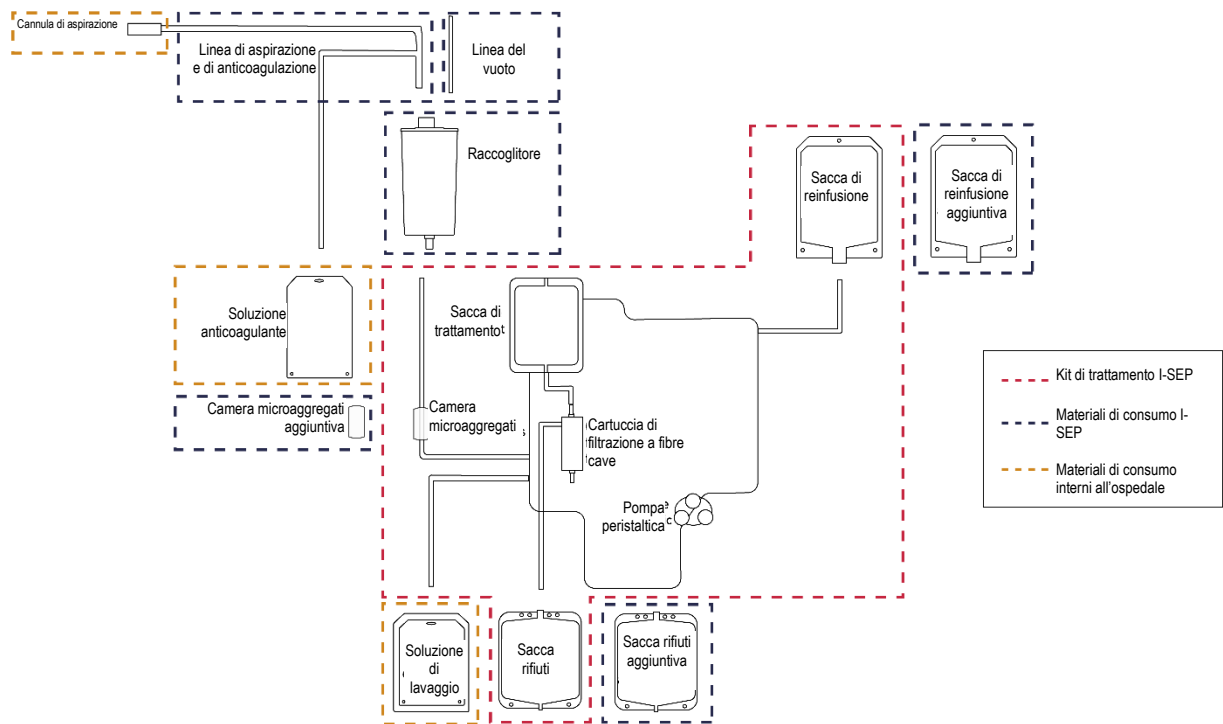 Cannula di aspirazione
Linea di aspirazione
e di anticoagulazione
Linea del
vuoto
Raccoglitore
Sacca di
reinfusione
Sacca di
reinfusione
aggiuntiva
Soluzione
anticoagulante
Sacca di
trattamento
Camera microaggregati
aggiuntiva
Camera
microaggregati
Cartuccia di
filtrazione a fibre
cave
Pompa
peristaltica
Kit di trattamento I-SEP
Materiali di consumo I-
SEP
Materiali di consumo
interni all'ospedale
Soluzione
di
lavaggio
Sacca
rifiuti
Sacca rifiuti
aggiuntiva